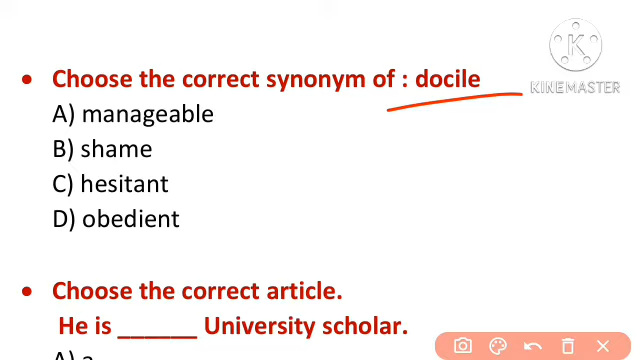 Choose the correct synonym of : docile
A) manageable
B) shame
C) hesitant
D) obedient
Choose the correct article.
He is ______ University scholar.
A) a
K
KINEMASTER